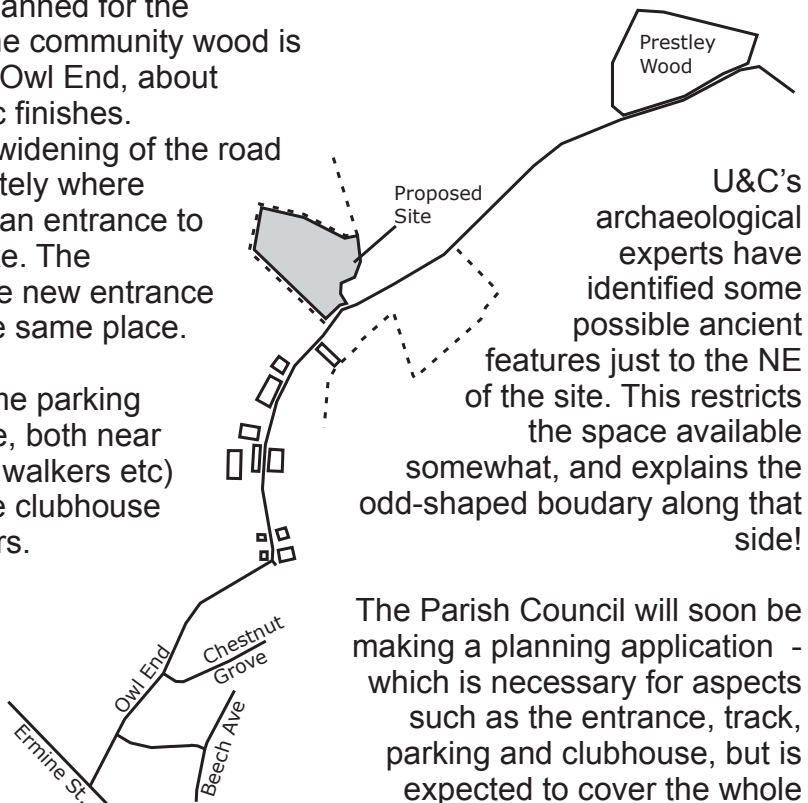 anned for the
e community wood is
Owl End, about
c finishes.
widening of the road
tely where
an entrance to
e. The
e new entrance
e same place.
ne parking
e, both near
walkers etc)
e clubhouse
rs.
Prestley
Wood
Proposed
Site
U&C's
archaeological
experts have
identified some
possible ancient
features just to the NE
of the site. This restricts
the space available
somewhat, and explains the
odd-shaped boudary along that
side!
The Parish Council will soon be
making a planning application -
which is necessary for aspects
such as the entrance, track,
parking and clubhouse, but is
expected to cover the whole
Chestnut
Grove
Owl End
Beech Ave
Ermine St.